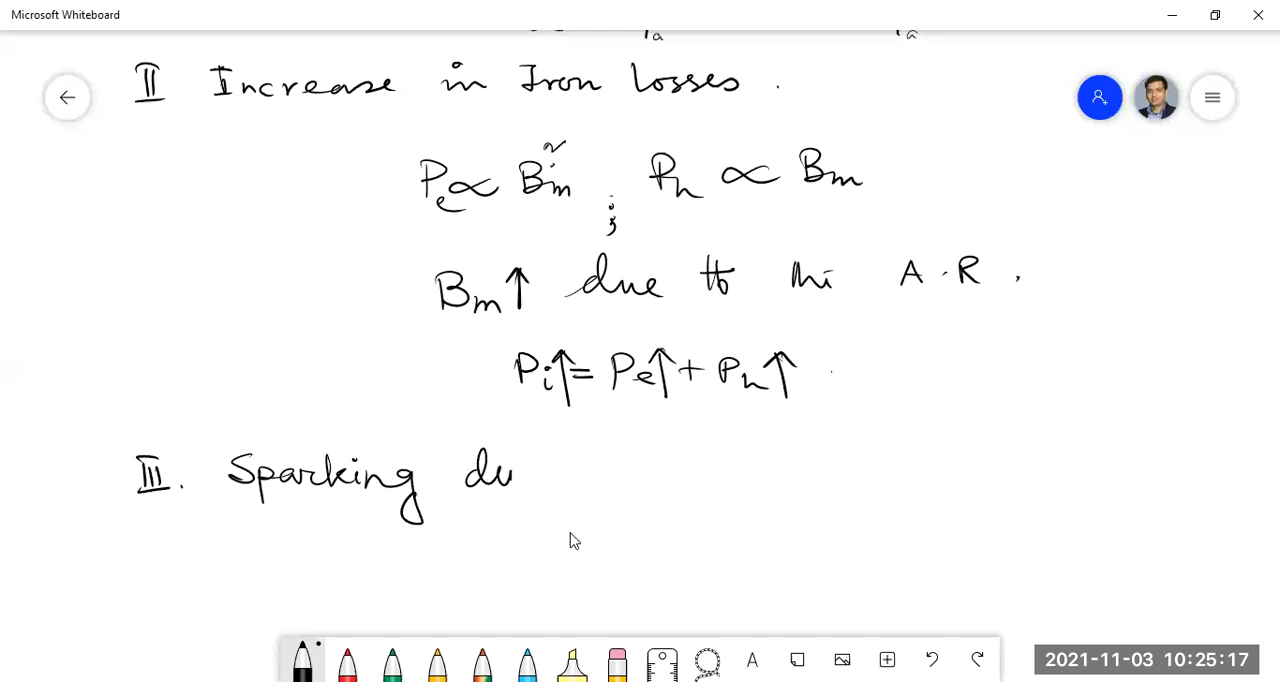 Microsoft Whiteboard
II Increase in Iron losses.
Pe ∝ Bm² ; Ph ∝ Bm
Bm↑ due to the A.R.
Pi↑ = Pe↑ + Ph↑
III. Sparking du
A
2021-11-03 10:25:17